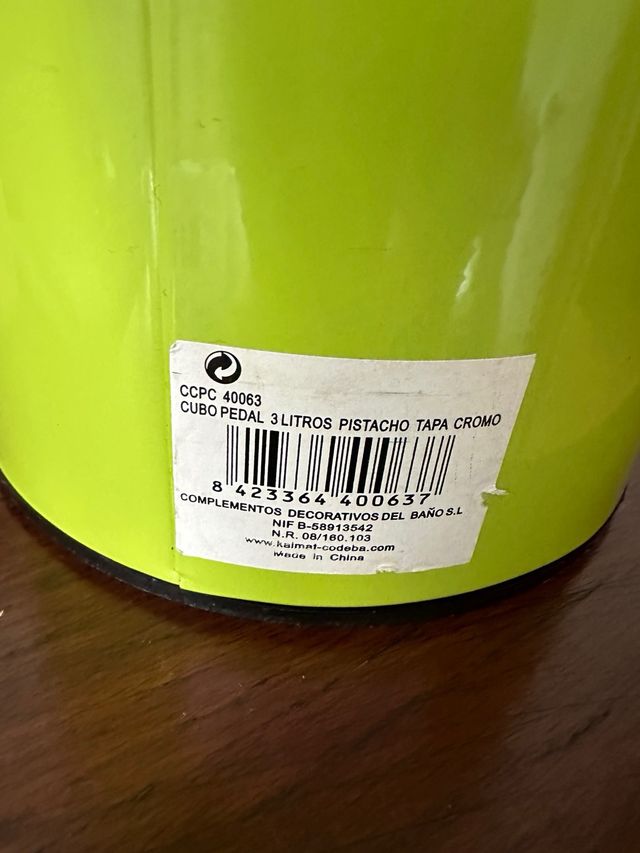 CCPC 40063
CUBO PEDAL 3 LITROS PISTACHO TAPA CROMO
8 423364 400637
COMPLEMENTOS DECORATIVOS DEL BAÑO S.L
NIF B-58913542
N.R. 08/160.103
www.kalmat-codeba.com
Made in China